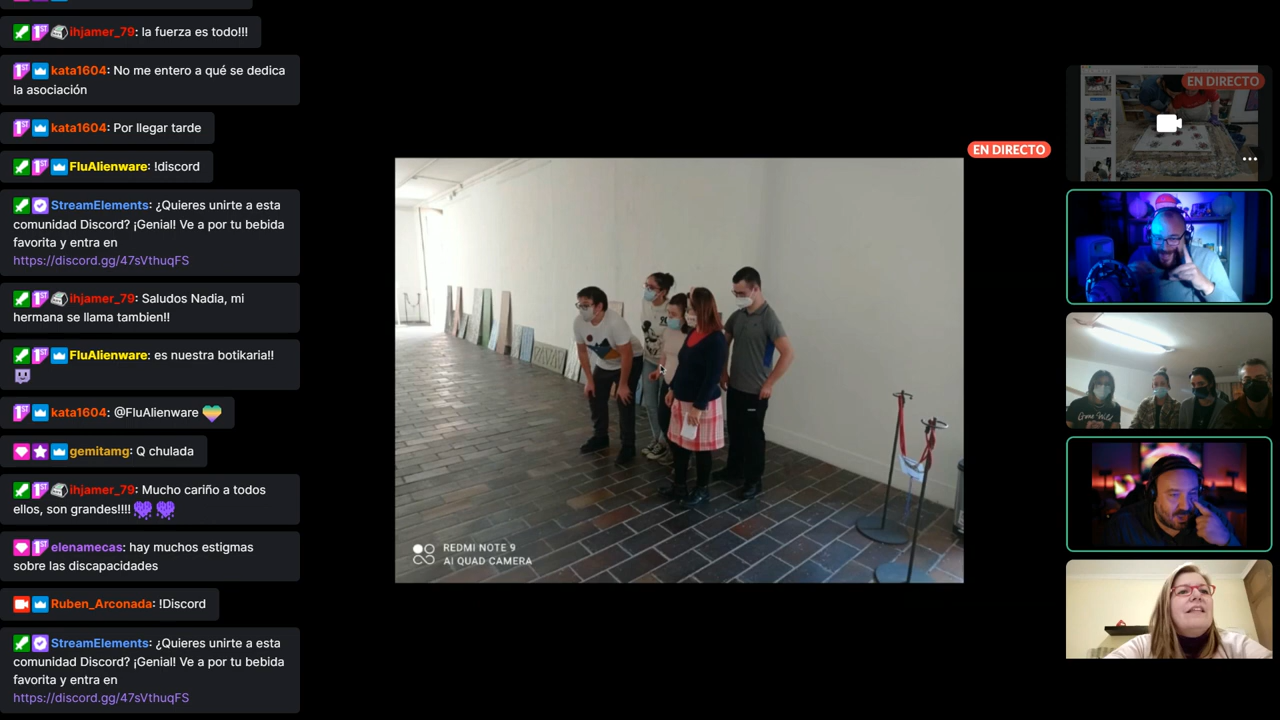 ihjamer_79: la fuerza es todo!!!
kata1604: No me entero a qué se dedica
la asociación
kata1604: Por llegar tarde
FluAlienware: !discord
StreamElements: ¿Quieres unirte a esta
comunidad Discord? ¡Genial! Ve a por tu bebida
favorita y entra en
https://discord.gg/47sVthuqFS
ihjamer_79: Saludos Nadia, mi
hermana se llama tambien!!
FluAlienware: es nuestra botikaria!!
kata1604: @FluAlienware
gemitamg: Q chulada
ihjamer_79: Mucho cariño a todos
ellos, son grandes!!!!
elenamecas: hay muchos estigmas
sobre las discapacidades
Ruben_Arconada: !Discord
StreamElements: ¿Quieres unirte a esta
comunidad Discord? ¡Genial! Ve a por tu bebida
favorita y entra en
https://discord.gg/47sVthuqFS
EN DIRECTO
REDMI NOTE 9
AI QUAD CAMERA
EN DIRECTO